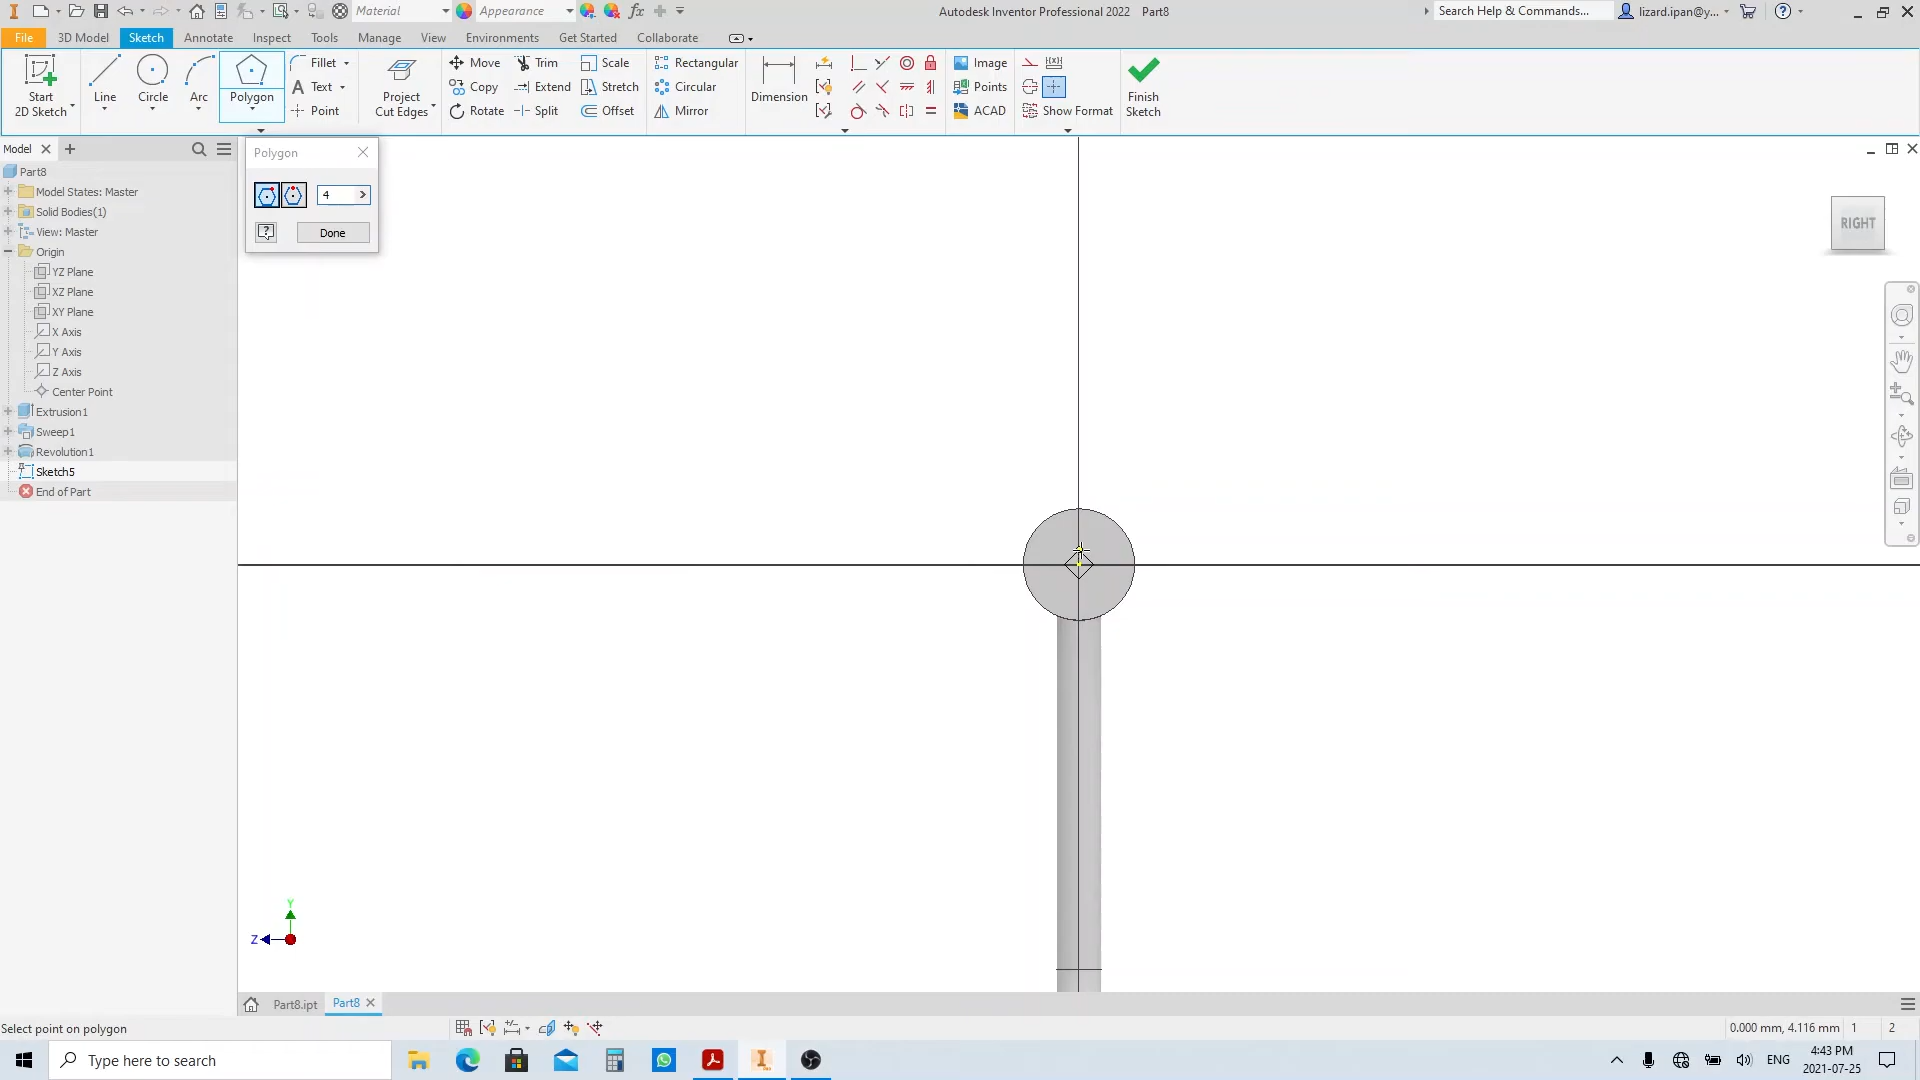 Material
Appearance
Autodesk Inventor Professional 2022 Part8
Search Help & Commands...
lizard.ipan@y...
File
3D Model
Sketch
Annotate
Inspect
Tools
Manage
View
Environments
Get Started
Collaborate
Start
2D Sketch
Line
Circle
Arc
Polygon
Fillet
Text
Point
Project
Cut Edges
Move
Copy
Rotate
Trim
Extend
Split
Scale
Stretch
Offset
Rectangular
Circular
Mirror
Dimension
Image
Points
ACAD
Show Format
Finish
Sketch
Model
Part8
Model States: Master
Solid Bodies(1)
View: Master
Origin
YZ Plane
XZ Plane
XY Plane
X Axis
Y Axis
Z Axis
Center Point
Extrusion1
Sweep1
Revolution1
Sketch5
End of Part
Polygon
4
Done
RIGHT
Y
Z
Part8.ipt
Part8
Select point on polygon
0.000 mm, 4.116 mm 1 2
Type here to search
ENG
4:43 PM
2021-07-25